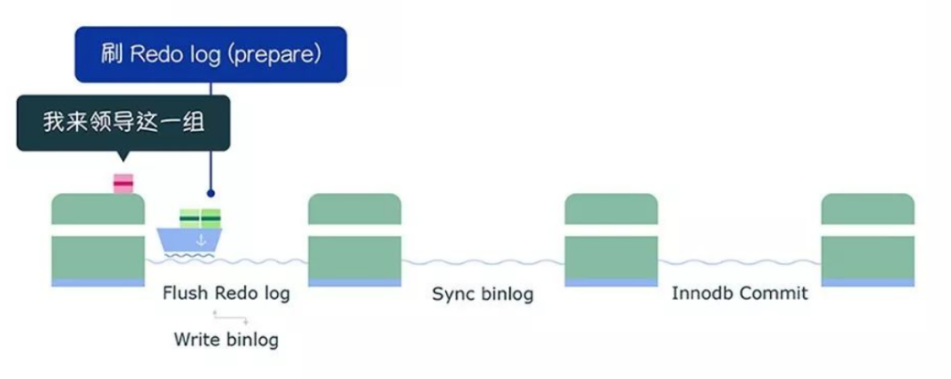 刷 Redo log (prepare)
我来领导这一组
Flush Redo log
Sync binlog
Innodb Commit
Write binlog